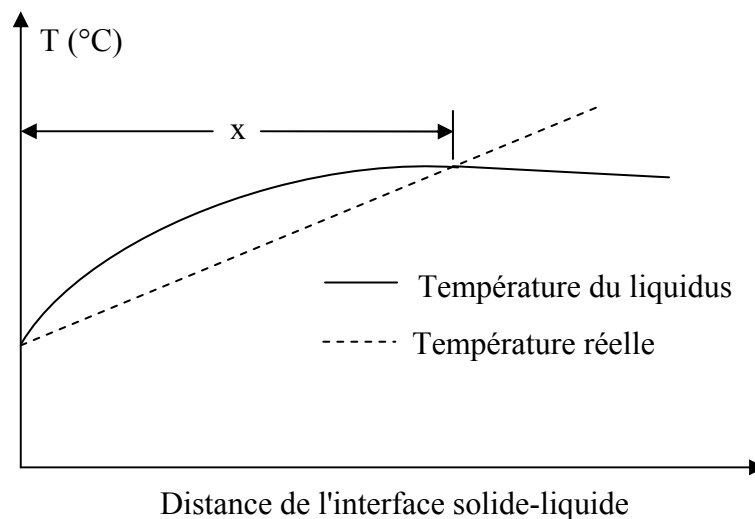 T (°C)
x
Température du liquidus
Température réelle
Distance de l'interface solide-liquide